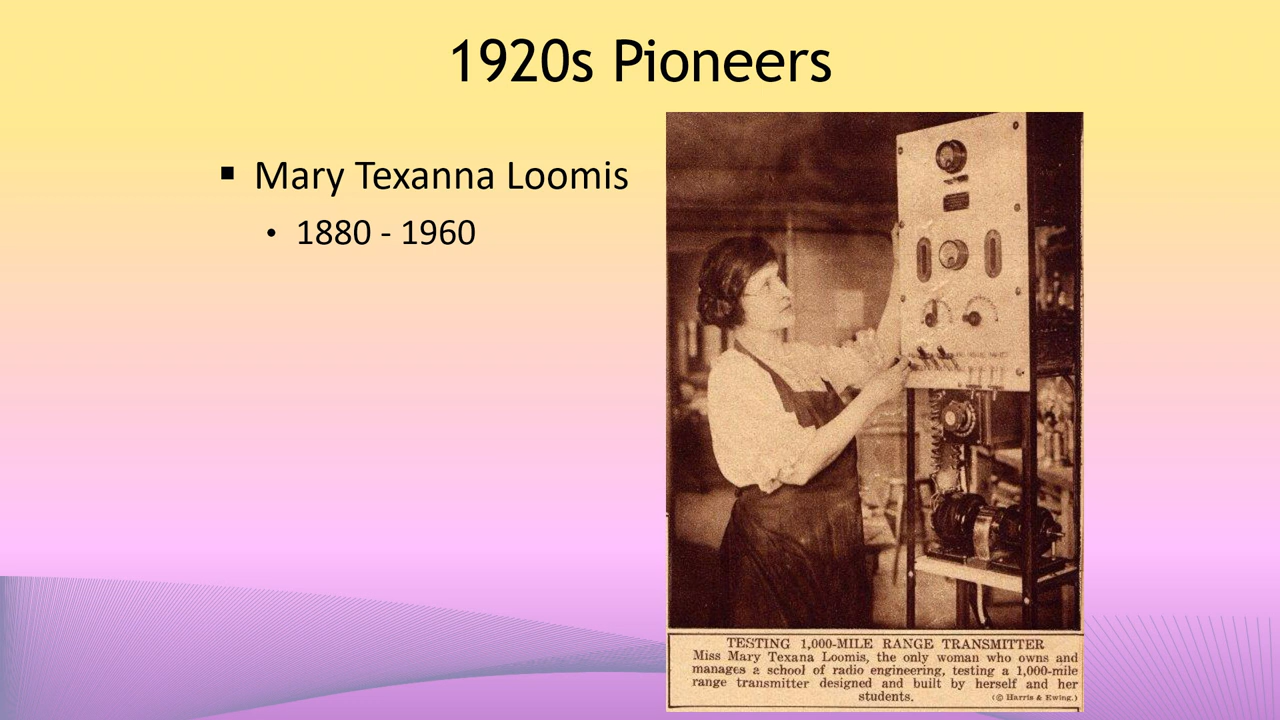 1920s Pioneers
Mary Texanna Loomis
1880 - 1960
TESTING 1,000-MILE RANGE TRANSMITTER
Miss Mary Texana Loomis, the only woman who owns and
manages a school of radio engineering, testing a 1,000-mile
range transmitter designed and built by herself and her
students. (© Harris & Ewing.)